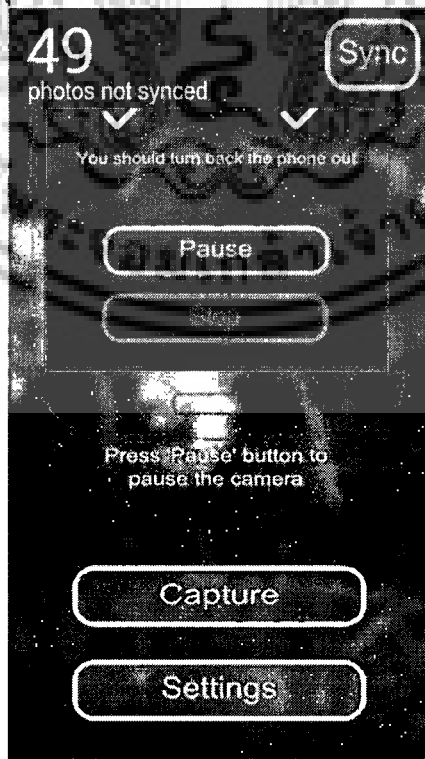 49
Sync
photos not synced
You should turn back the phone out
Pause
Stop
Press 'Pause' button to
pause the camera
Capture
Settings